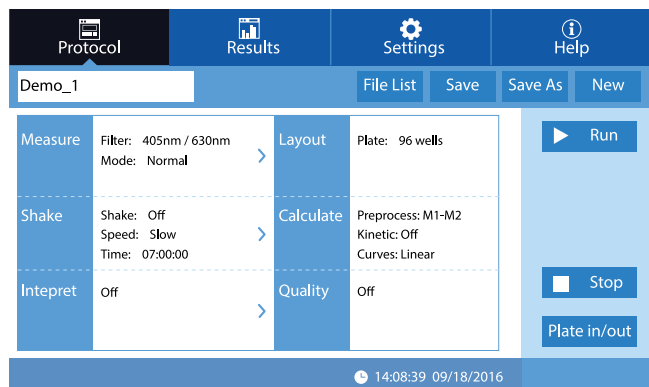 Protocol
Results
Settings
Help
Demo_1
File List
Save
Save As
New
Measure
Filter: 405nm / 630nm
Mode: Normal
Layout
Plate: 96 wells
Run
Shake
Shake: Off
Speed: Slow
Time: 07:00:00
Calculate
Preprocess: M1-M2
Kinetic: Off
Curves: Linear
Intepret
Off
Quality
Off
Stop
Plate in/out
14:08:39 09/18/2016